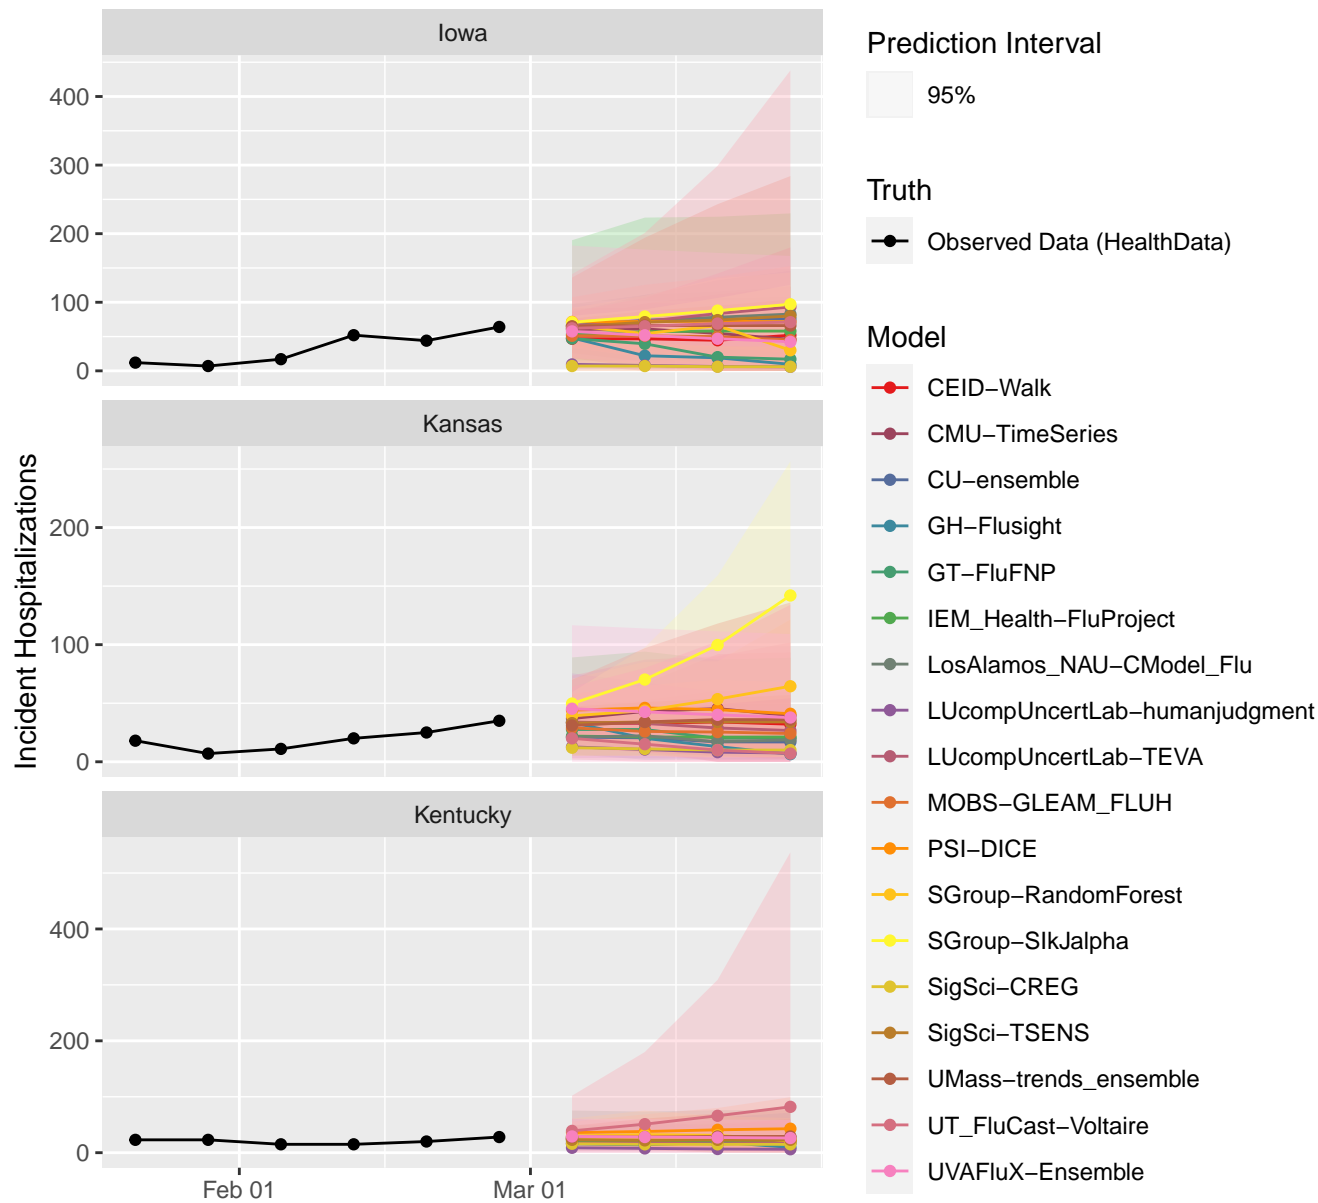 Iowa
400
300
200
100
0
Kansas
200
100
0
Kentucky
400
200
0
Feb 01
Mar 01
Incident Hospitalizations
Prediction Interval
95%
Truth
Observed Data (HealthData)
Model
CEID−Walk
CMU−TimeSeries
CU−ensemble
GH−Flusight
GT−FluFNP
IEM_Health−FluProject
LosAlamos_NAU−CModel_Flu
LUcompUncertLab−humanjudgment
LUcompUncertLab−TEVA
MOBS−GLEAM_FLUH
PSI−DICE
SGroup−RandomForest
SGroup−SIkJalpha
SigSci−CREG
SigSci−TSENS
UMass−trends_ensemble
UT_FluCast−Voltaire
UVAFluX−Ensemble